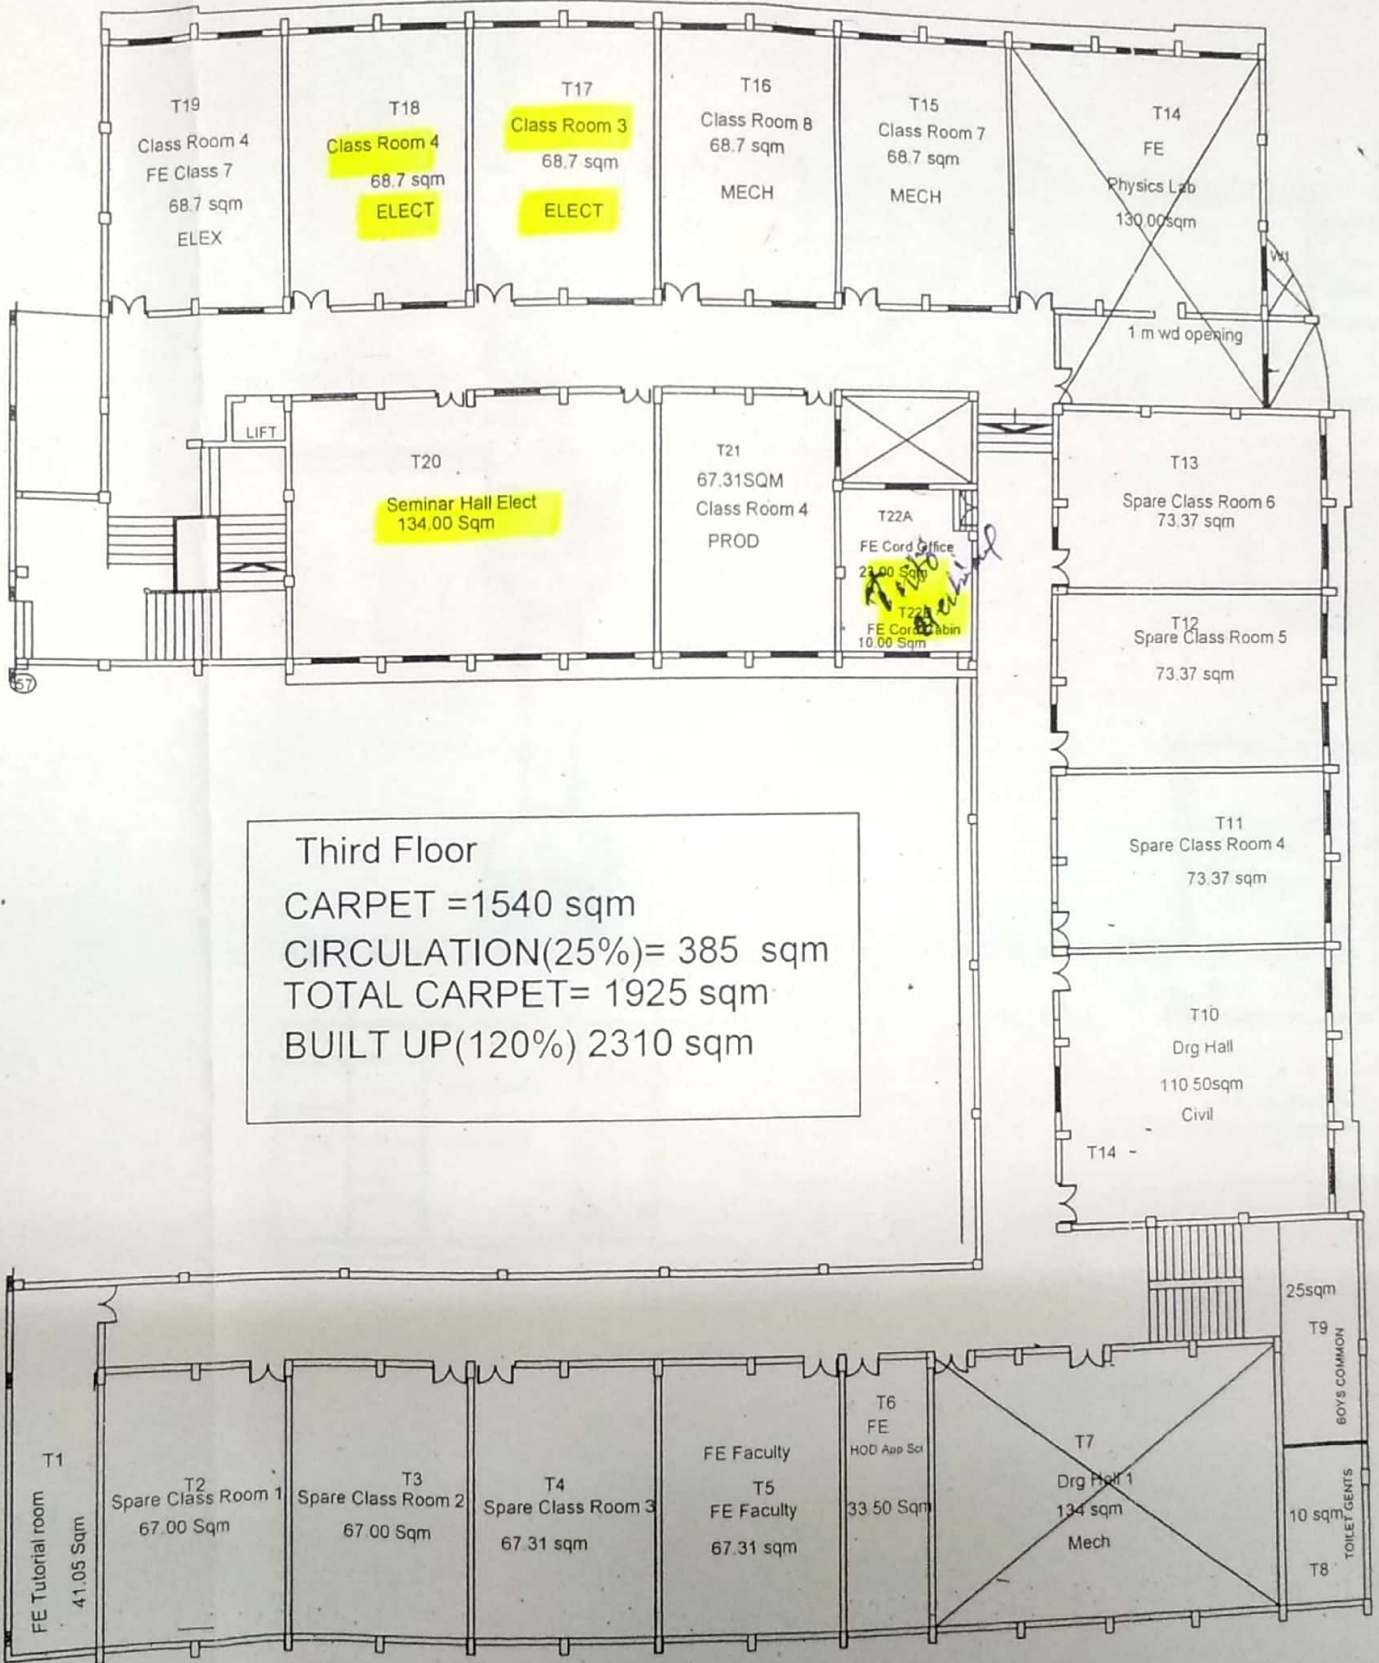 T19
Class Room 4
FE Class 7
68.7 sqm
ELEX
T18
Class Room 4
68.7 sqm
ELECT
T17
Class Room 3
68.7 sqm
ELECT
T16
Class Room 8
68.7 sqm
MECH
T15
Class Room 7
68.7 sqm
MECH
T14
FE
Physics Lab
130.00sqm
W1
1 m wd opening
LIFT
T20
Seminar Hall Elect
134.00 Sqm
T21
67.31SQM
Class Room 4
PROD
T22A
FE Cord Office
23.00 Sqm
FE Cord Cabin
10.00 Sqm
T13
Spare Class Room 6
73.37 sqm
T12
Spare Class Room 5
73.37 sqm
57
T11
Spare Class Room 4
73.37 sqm
Third Floor
CARPET =1540 sqm
CIRCULATION(25%)= 385 sqm
TOTAL CARPET= 1925 sqm
BUILT UP(120%) 2310 sqm
T10
Drg Hall
110 50sqm
Civil
T14 -
25sqm
T9
BOYS COMMON
T1
FE Tutorial room
41.05 Sqm
T2
Spare Class Room 1
67.00 Sqm
T3
Spare Class Room 2
67.00 Sqm
T4
Spare Class Room 3
67.31 sqm
FE Faculty
T5
FE Faculty
67.31 sqm
T6
FE
HOD App Sci
33.50 Sqm
T7
Drg Hall 1
134 sqm
Mech
10 sqm
TOILET GENTS
T8